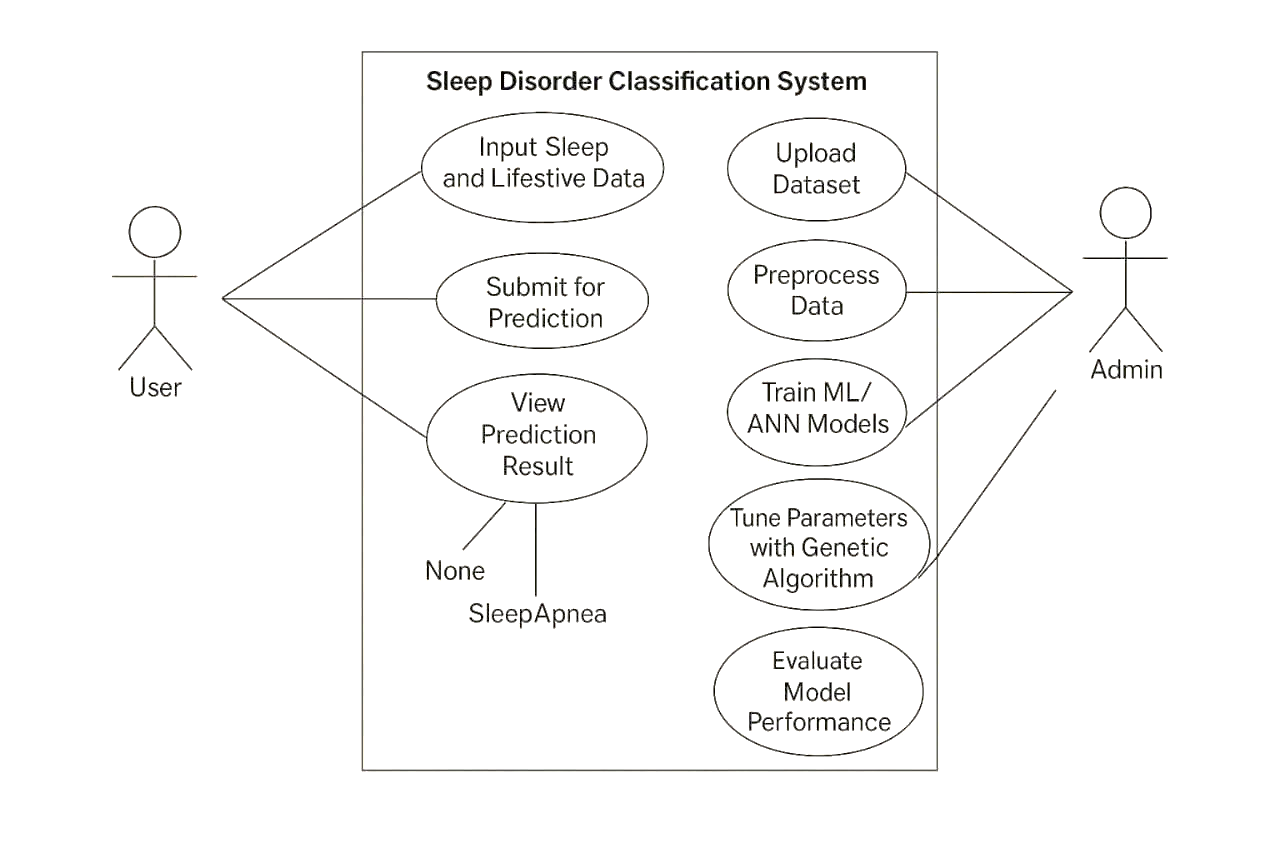 Sleep Disorder Classification System
Input Sleep
and Lifestive Data
Submit for
Prediction
View
Prediction
Result
None
SleepApnea
Upload
Dataset
Preprocess
Data
Train ML/
ANN Models
Tune Parameters
with Genetic
Algorithm
Evaluate
Model
Performance
User
Admin